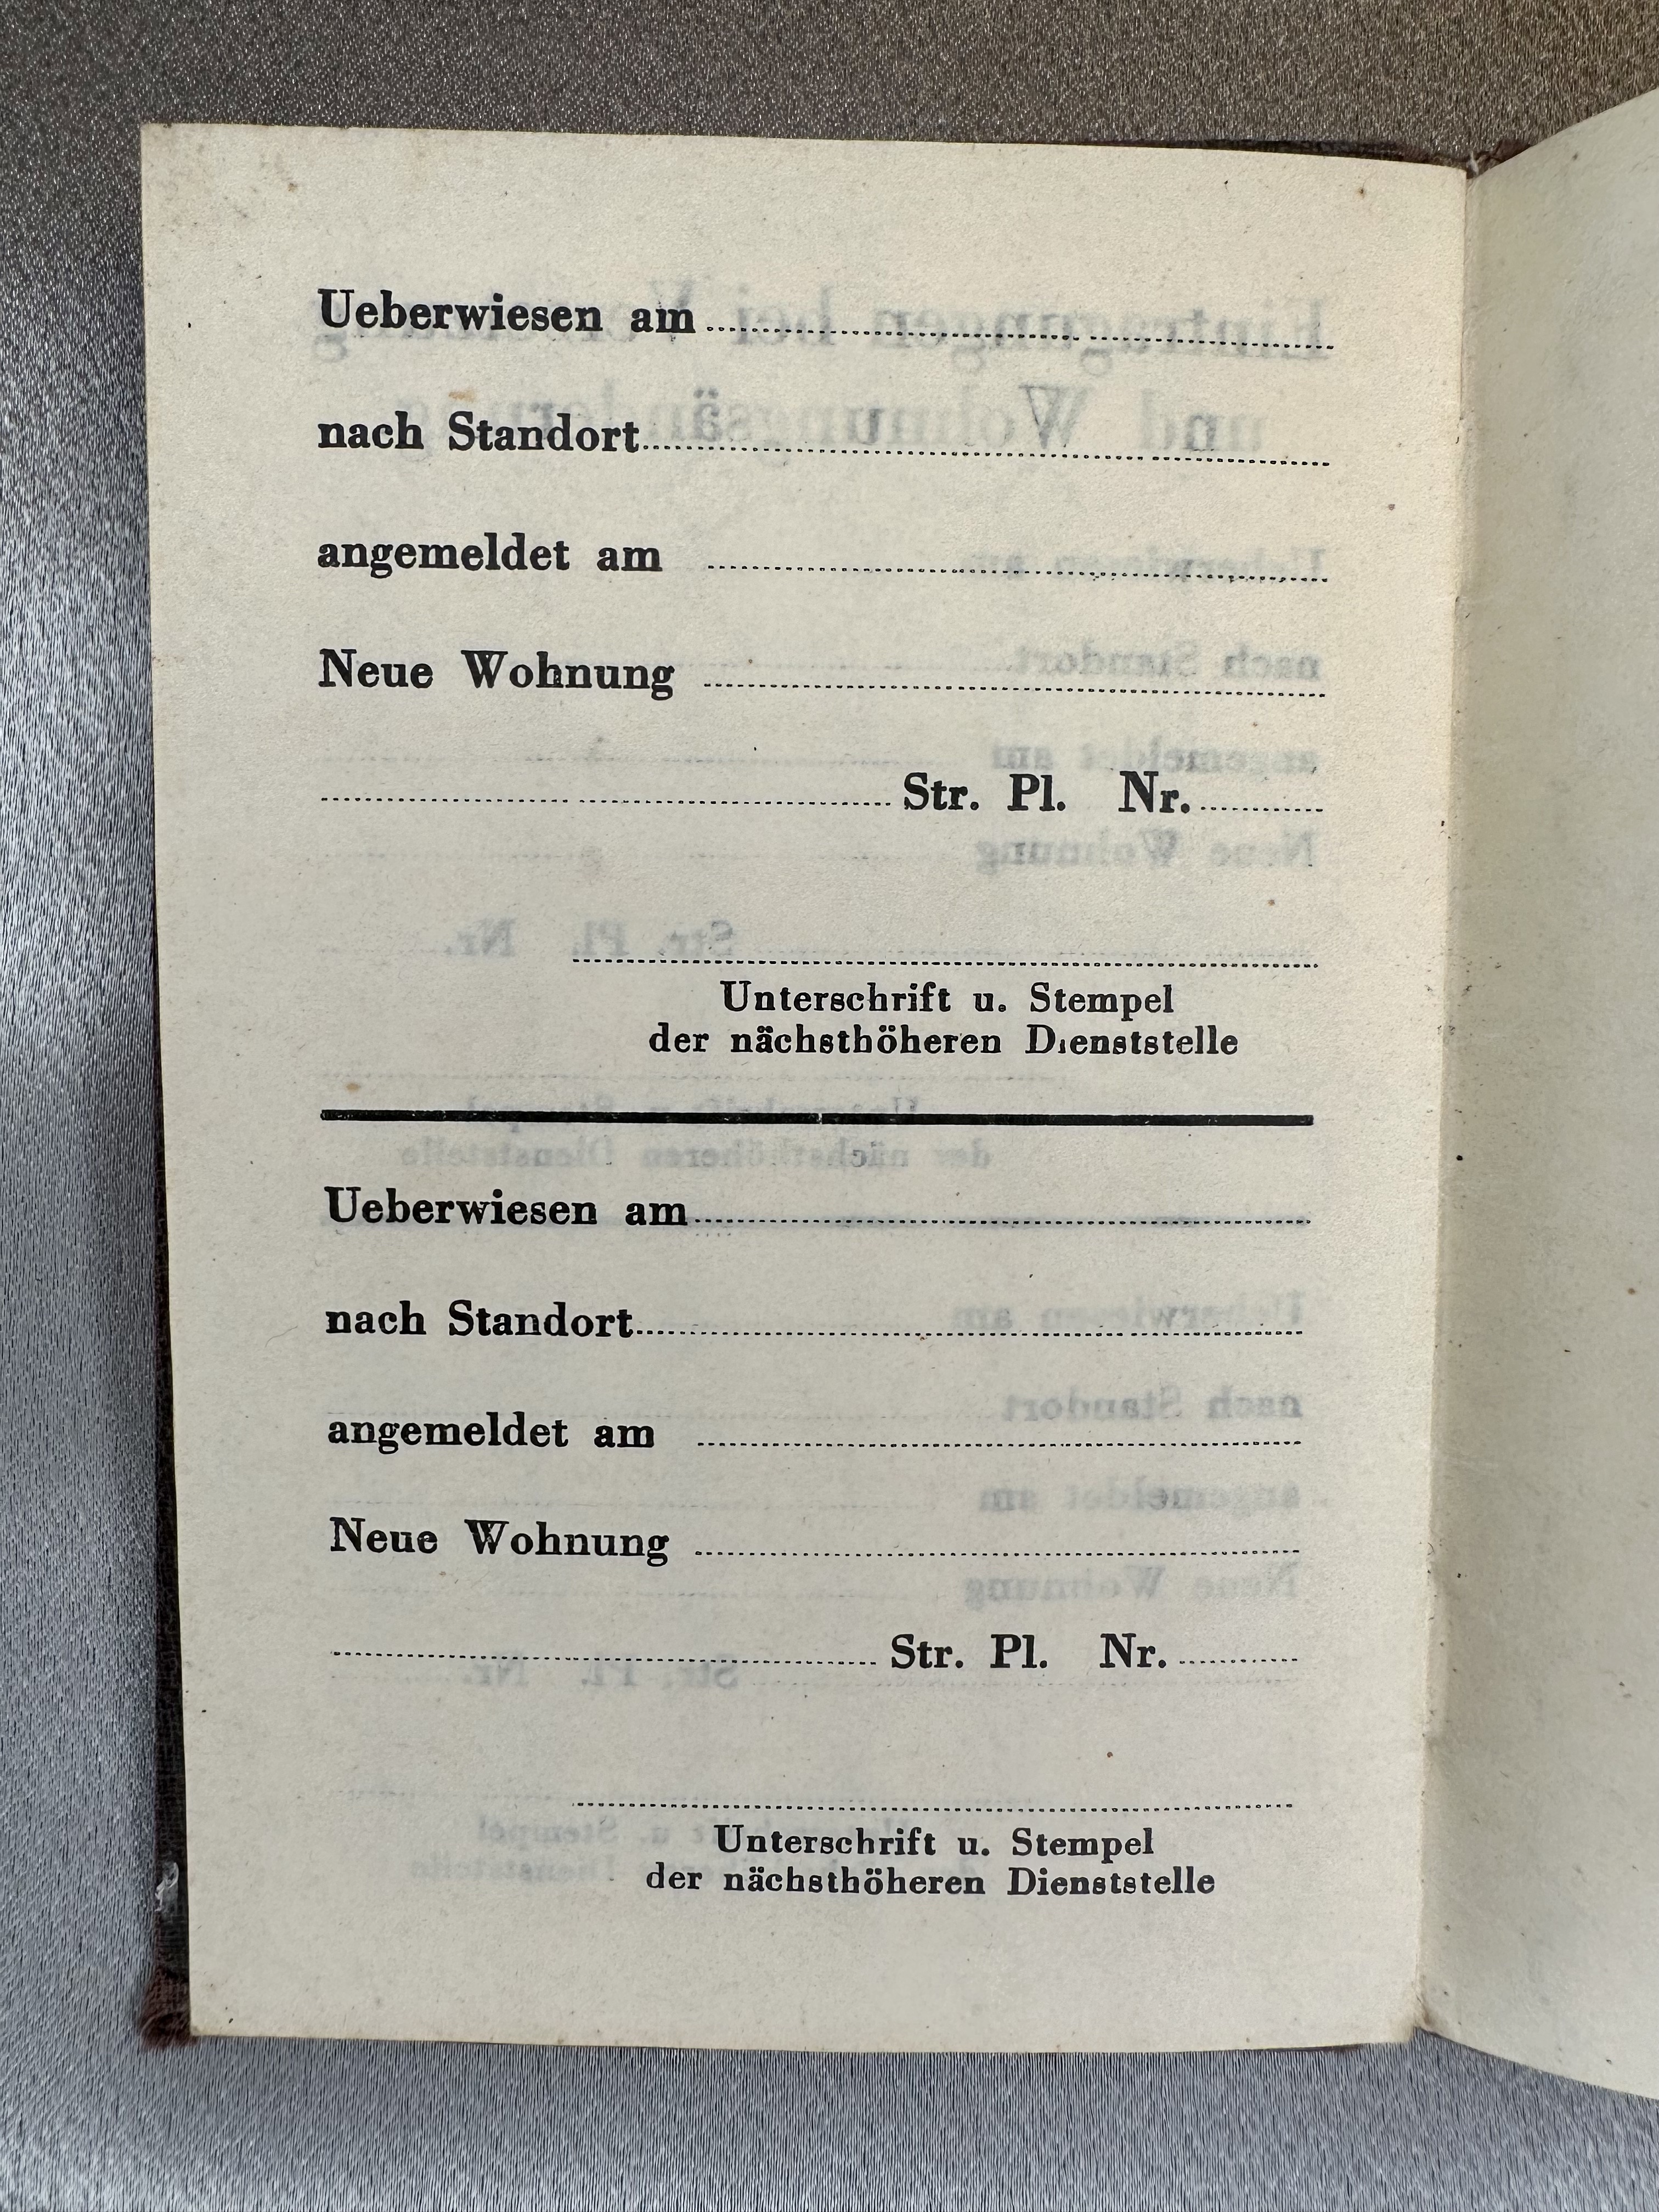 Ueberwiesen am
nach Standort
angemeldet am
Neue Wohnung
Str. Pl. Nr.
Unterschrift u. Stempel
der nächsthöheren Dienststelle
Ueberwiesen am
nach Standort
angemeldet am
Neue Wohnung
Str. Pl. Nr.
Unterschrift u. Stempel
der nächsthöheren Dienststelle